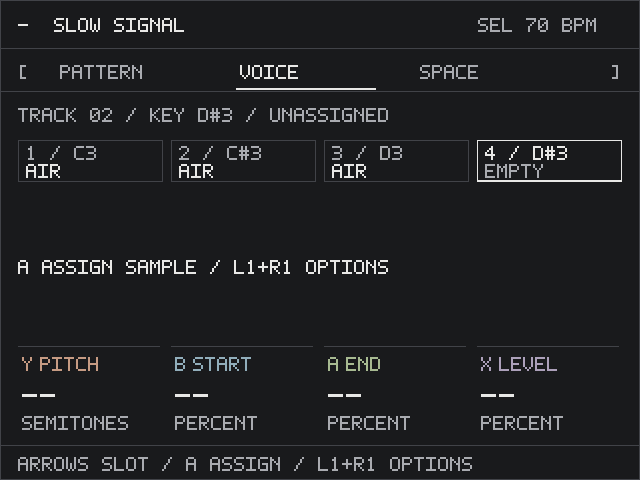 – SLOW SIGNAL SEL 70 BPM
[ PATTERN VOICE SPACE ]
TRACK 02 / KEY D#3 / UNASSIGNED
1 / C3 2 / C#3 3 / D3 4 / D#3
AIR AIR AIR EMPTY
A ASSIGN SAMPLE / L1+R1 OPTIONS
Y PITCH B START A END X LEVEL
–– –– –– ––
SEMITONES PERCENT PERCENT PERCENT
ARROWS SLOT / A ASSIGN / L1+R1 OPTIONS